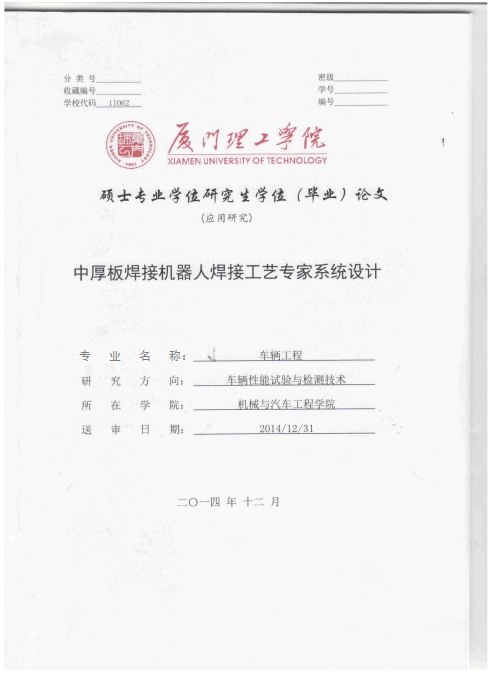 分 类 号
密级
收藏编号
学号
学校代码 11062
编号
厦门理工学院
XIAMEN UNIVERSITY OF TECHNOLOGY
硕士专业学位研究生学位（毕业）论文
(应用研究)
中厚板焊接机器人焊接工艺专家系统设计
专 业 名 称： 车辆工程
研 究 方 向： 车辆性能试验与检测技术
所 在 学 院： 机械与汽车工程学院
送 审 日 期： 2014/12/31
二〇一四 年 十二 月